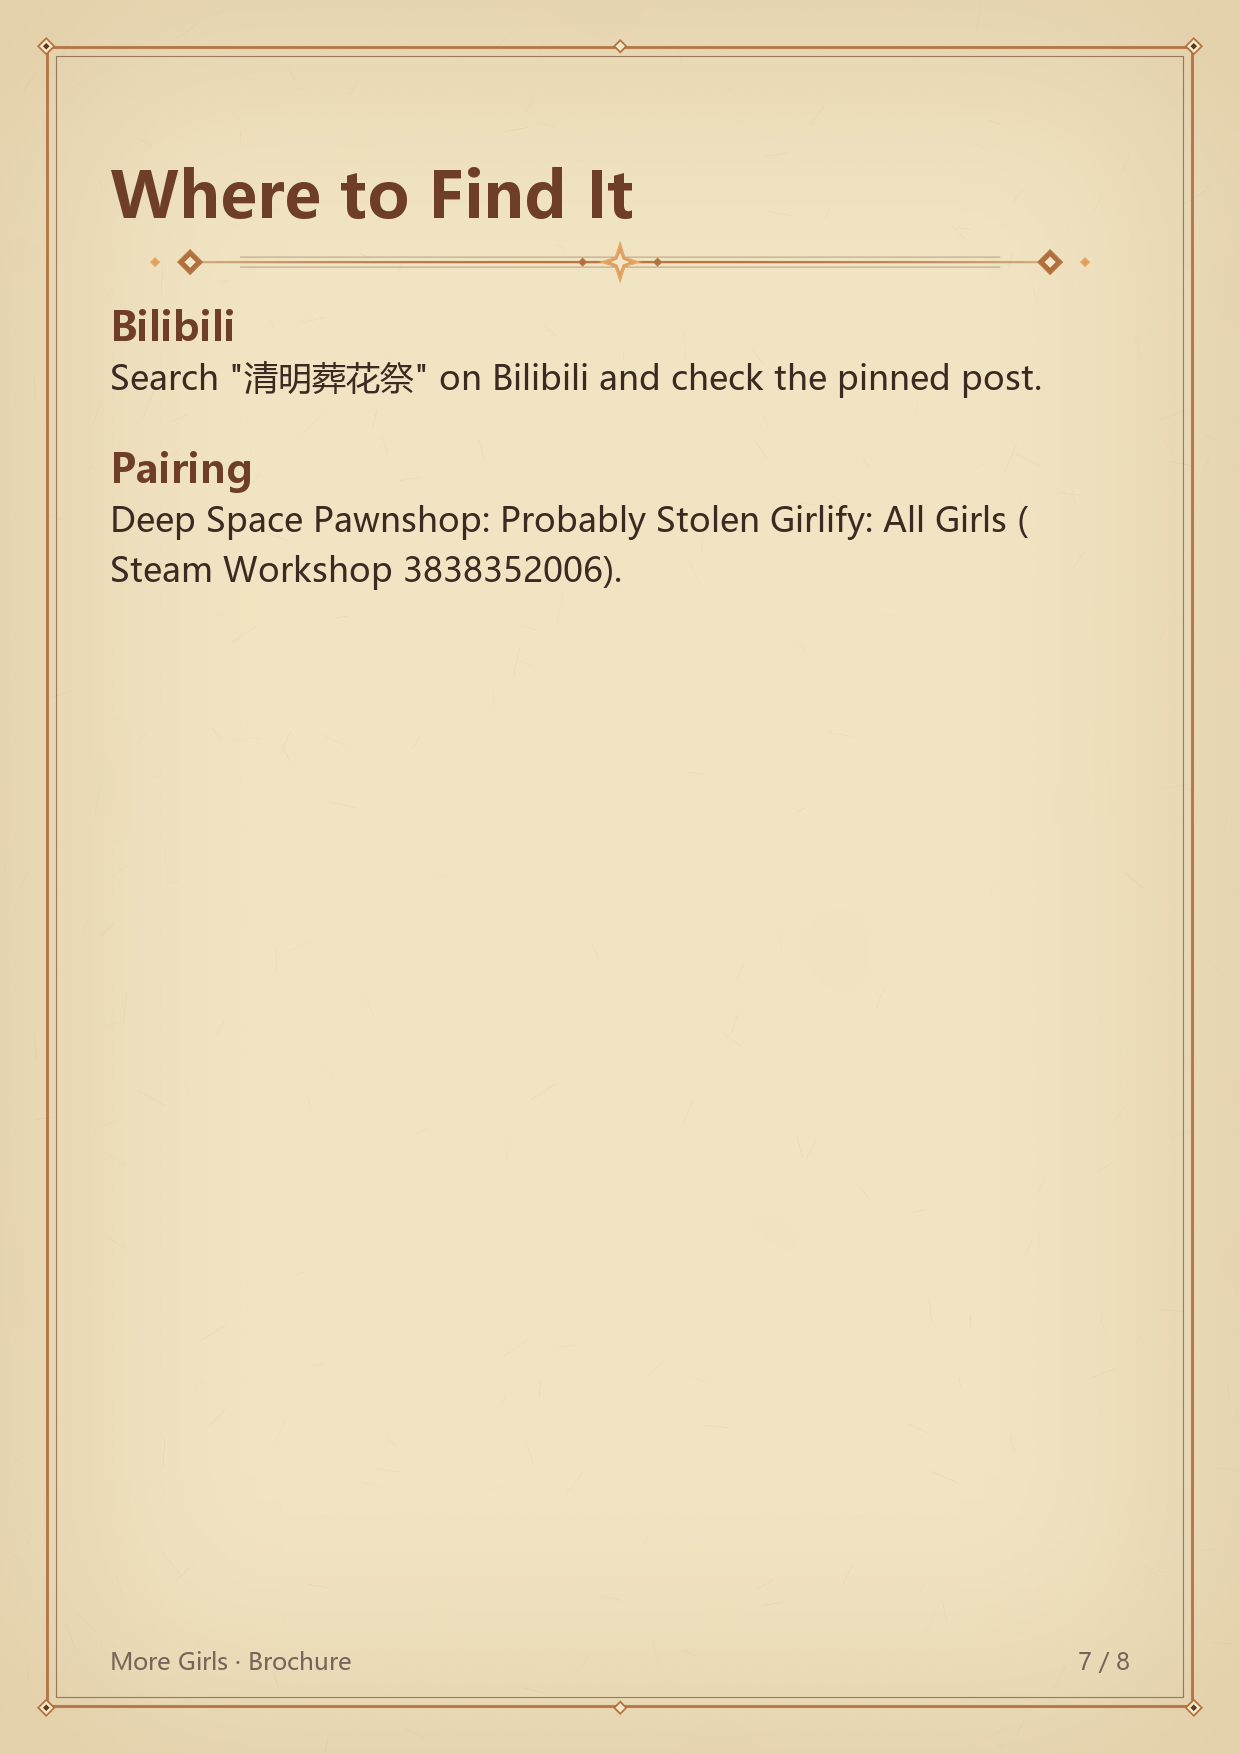 Where to Find It
Bilibili
Search "清明葬花祭" on Bilibili and check the pinned post.
Pairing
Deep Space Pawnshop: Probably Stolen Girlify: All Girls (
Steam Workshop 3838352006).
More Girls · Brochure
7 / 8